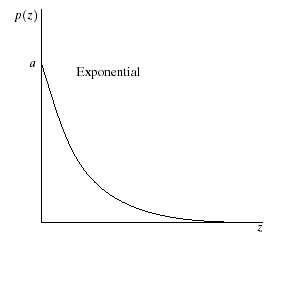 p(z)
a
Exponential
z